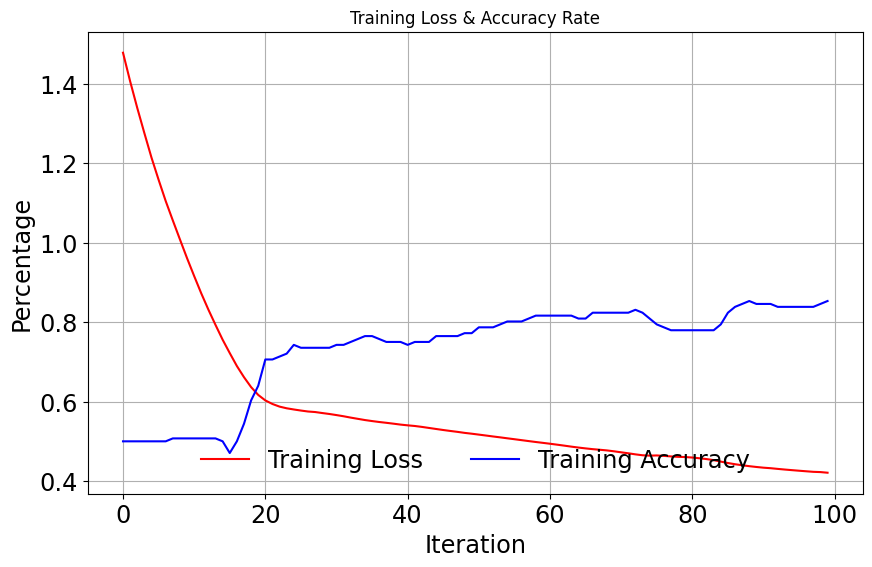 Training Loss & Accuracy Rate
Percentage
1.4
1.2
1.0
0.8
0.6
0.4
Training Loss Training Accuracy
0 20 40 60 80 100
Iteration